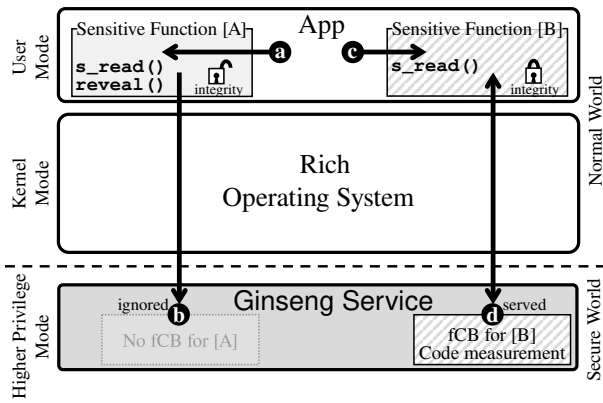 App
Sensitive Function [A]
a
s_read()
reveal()
integrity
c
Sensitive Function [B]
s_read()
integrity
User
Mode
Rich
Operating System
Kernel
Mode
Normal World
Ginseng Service
ignored
b
No fCB for [A]
served
d
fCB for [B]
Code measurement
Higher Privilege
Mode
Secure World